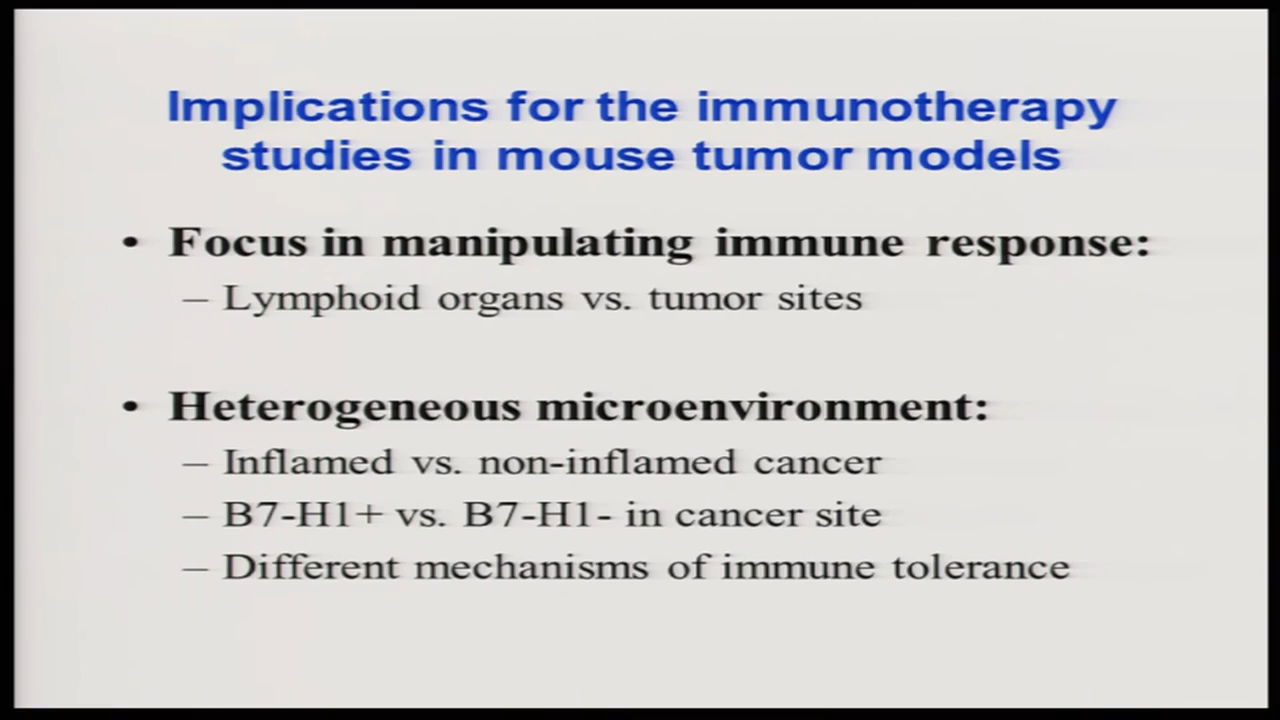 Implications for the immunotherapy
studies in mouse tumor models
• Focus in manipulating immune response:
– Lymphoid organs vs. tumor sites
• Heterogeneous microenvironment:
– Inflamed vs. non-inflamed cancer
– B7-H1+ vs. B7-H1- in cancer site
– Different mechanisms of immune tolerance